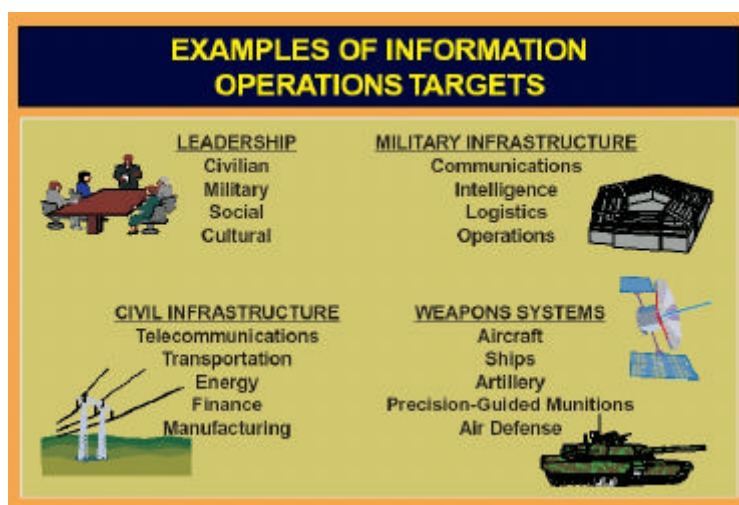 EXAMPLES OF INFORMATION
OPERATIONS TARGETS
LEADERSHIP
Civilian
Military
Social
Cultural
MILITARY INFRASTRUCTURE
Communications
Intelligence
Logistics
Operations
CIVIL INFRASTRUCTURE
Telecommunications
Transportation
Energy
Finance
Manufacturing
WEAPONS SYSTEMS
Aircraft
Ships
Artillery
Precision-Guided Munitions
Air Defense